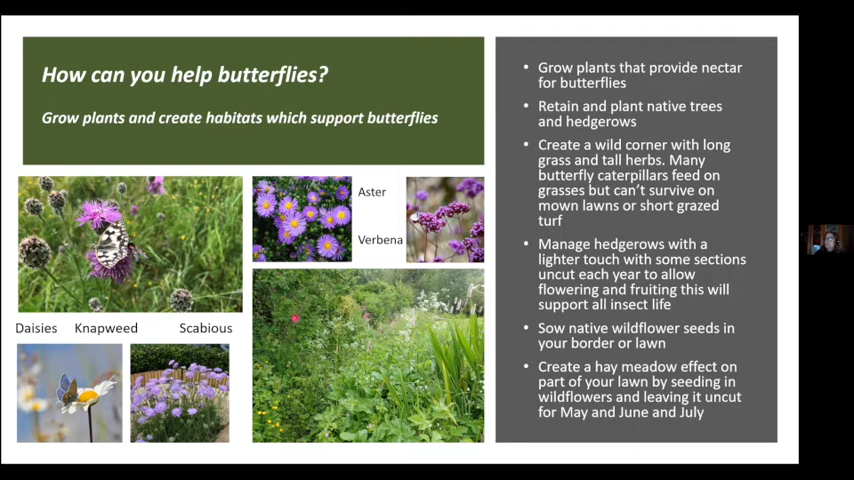 How can you help butterflies?
Grow plants and create habitats which support butterflies
Aster
Verbena
Daisies Knapweed Scabious
• Grow plants that provide nectar
for butterflies
• Retain and plant native trees
and hedgerows
• Create a wild corner with long
grass and tall herbs. Many
butterfly caterpillars feed on
grasses but can't survive on
mown lawns or short grazed
turf
• Manage hedgerows with a
lighter touch with some sections
uncut each year to allow
flowering and fruiting this will
support all insect life
• Sow native wildflower seeds in
your border or lawn
• Create a hay meadow effect on
part of your lawn by seeding in
wildflowers and leaving it uncut
for May and June and July